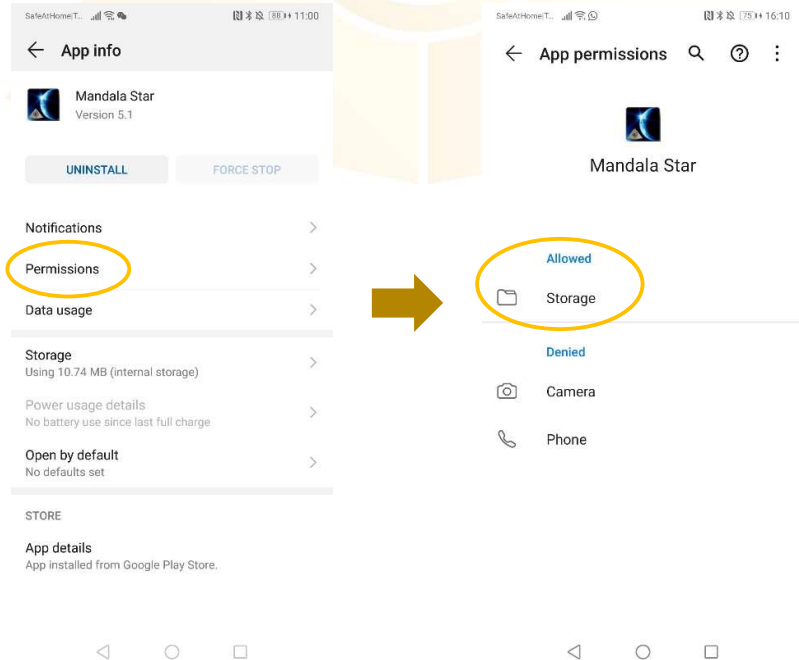 SafeAtHome|T.. 88 11:00
App info
Mandala Star
Version 5.1
UNINSTALL FORCE STOP
Notifications
Permissions
Data usage
Storage
Using 10.74 MB (internal storage)
Power usage details
No battery use since last full charge
Open by default
No defaults set
STORE
App details
App installed from Google Play Store.
SafeAtHome|T... 75 16:10
App permissions
Mandala Star
Allowed
Storage
Denied
Camera
Phone